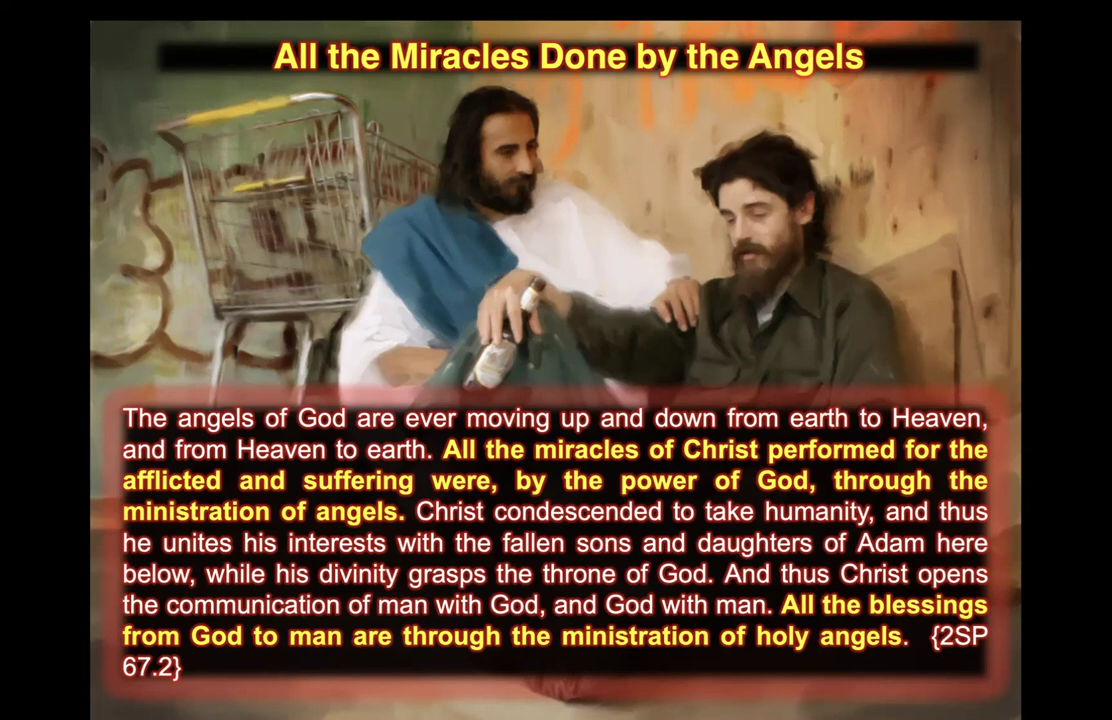 All the Miracles Done by the Angels
The angels of God are ever moving up and down from earth to Heaven,
and from Heaven to earth. All the miracles of Christ performed for the
afflicted and suffering were, by the power of God, through the
ministration of angels. Christ condescended to take humanity, and thus
he unites his interests with the fallen sons and daughters of Adam here
below, while his divinity grasps the throne of God. And thus Christ opens
the communication of man with God, and God with man. All the blessings
from God to man are through the ministration of holy angels. {2SP
67.2}